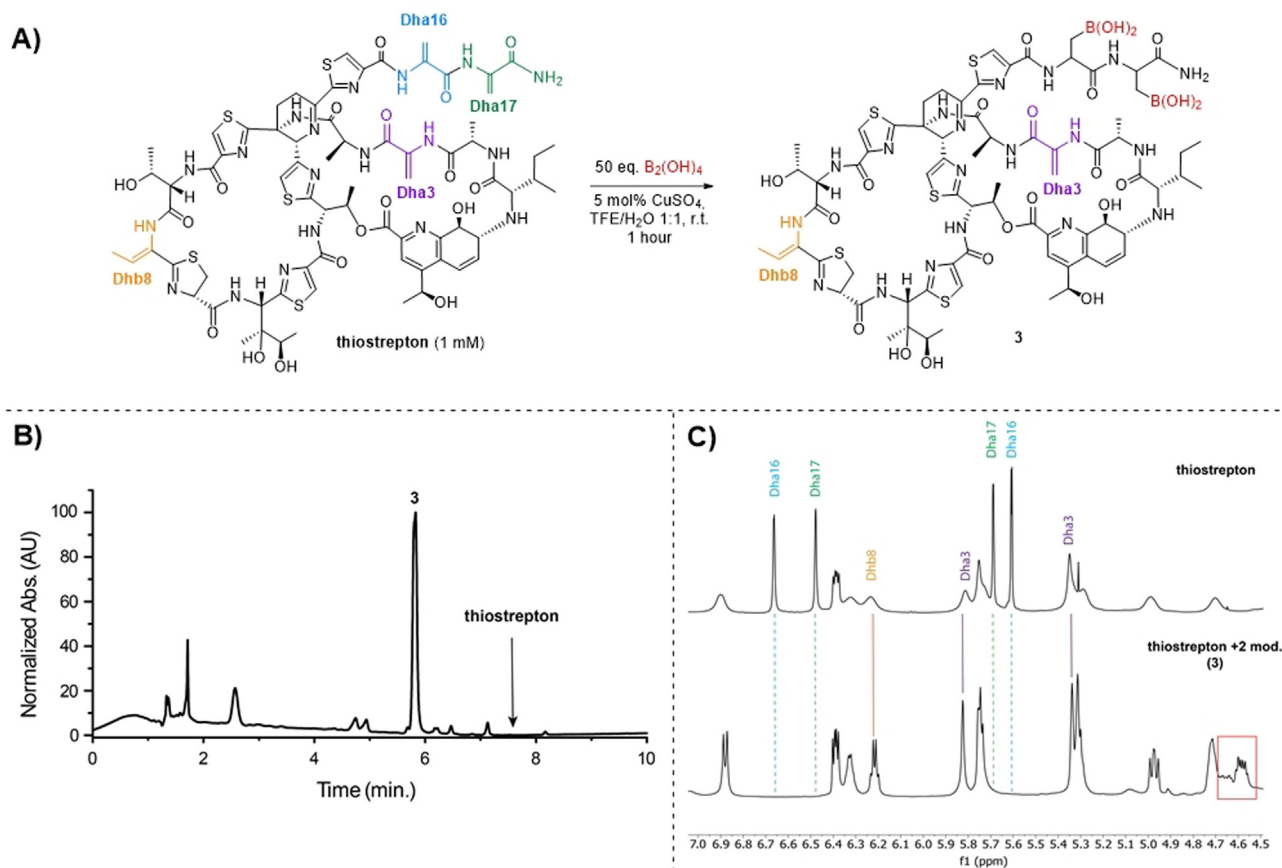 A)
Dha16
Dha17
Dha3
Dhb8
thiostrepton (1 mM)
50 eq. B2(OH)4
5 mol% CuSO4,
TFE/H2O 1:1, r.t.
1 hour
B(OH)2
B(OH)2
Dha3
Dhb8
3
B)
3
thiostrepton
Normalized Abs. (AU)
100
80
60
40
20
0
0 2 4 6 8 10
Time (min.)
C)
Dha16
Dha17
Dhb8
Dha3
Dha17
Dha16
Dha3
thiostrepton
thiostrepton +2 mod.
(3)
7.0 6.9 6.8 6.7 6.6 6.5 6.4 6.3 6.2 6.1 6.0 5.9 5.8 5.7 5.6 5.5 5.4 5.3 5.2 5.1 5.0 4.9 4.8 4.7 4.6 4.5
f1 (ppm)